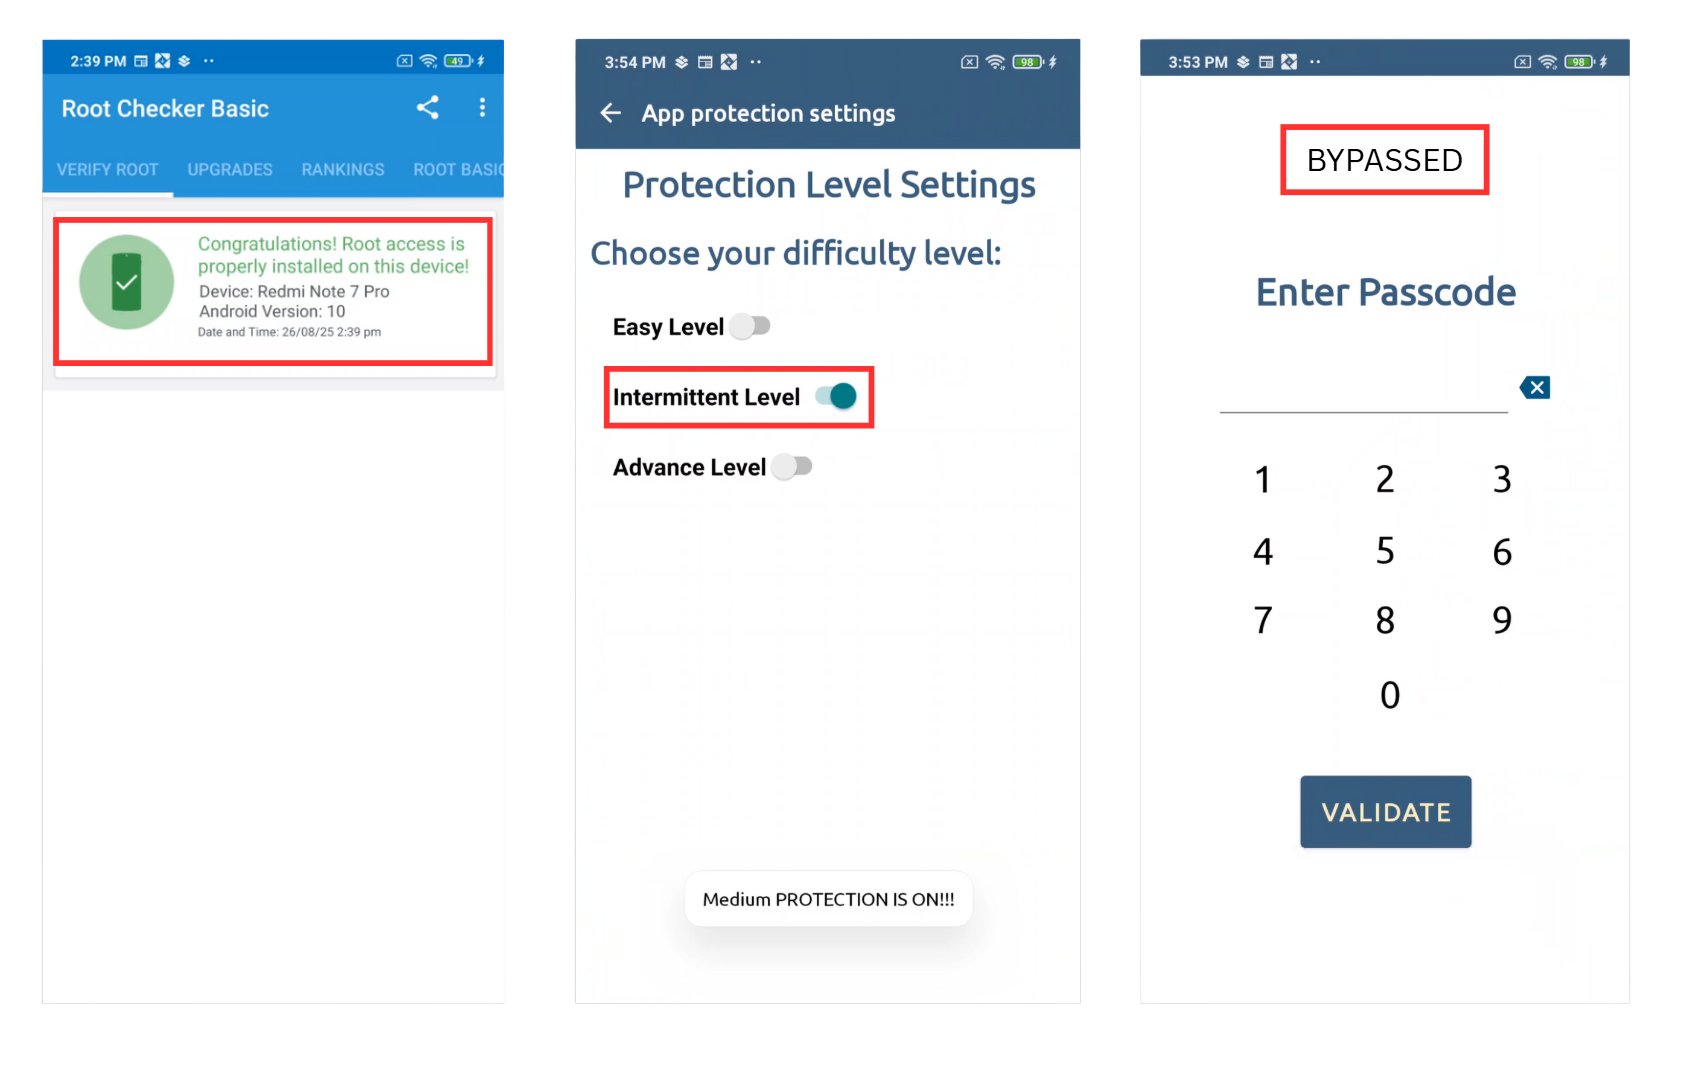 2:39 PM
49
Root Checker Basic
VERIFY ROOT UPGRADES RANKINGS ROOT BASIC
Congratulations! Root access is
properly installed on this device!
Device: Redmi Note 7 Pro
Android Version: 10
Date and Time: 26/08/25 2:39 pm
3:54 PM
98
App protection settings
Protection Level Settings
Choose your difficulty level:
Easy Level
Intermittent Level
Advance Level
Medium PROTECTION IS ON!!!
3:53 PM
98
BYPASSED
Enter Passcode
1 2 3
4 5 6
7 8 9
0
VALIDATE